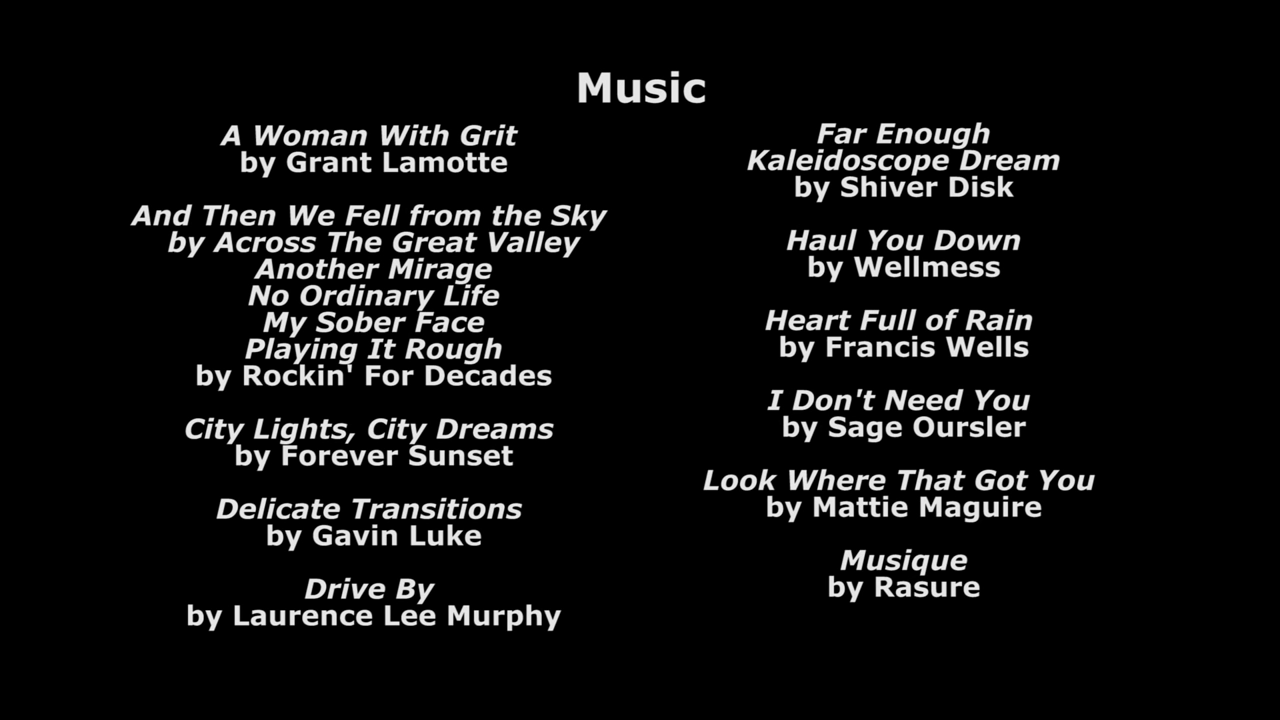 Music
A Woman With Grit
by Grant Lamotte
And Then We Fell from the Sky
by Across The Great Valley
Another Mirage
No Ordinary Life
My Sober Face
Playing It Rough
by Rockin' For Decades
City Lights, City Dreams
by Forever Sunset
Delicate Transitions
by Gavin Luke
Drive By
by Laurence Lee Murphy
Far Enough
Kaleidoscope Dream
by Shiver Disk
Haul You Down
by Wellmess
Heart Full of Rain
by Francis Wells
I Don't Need You
by Sage Oursler
Look Where That Got You
by Mattie Maguire
Musique
by Rasure